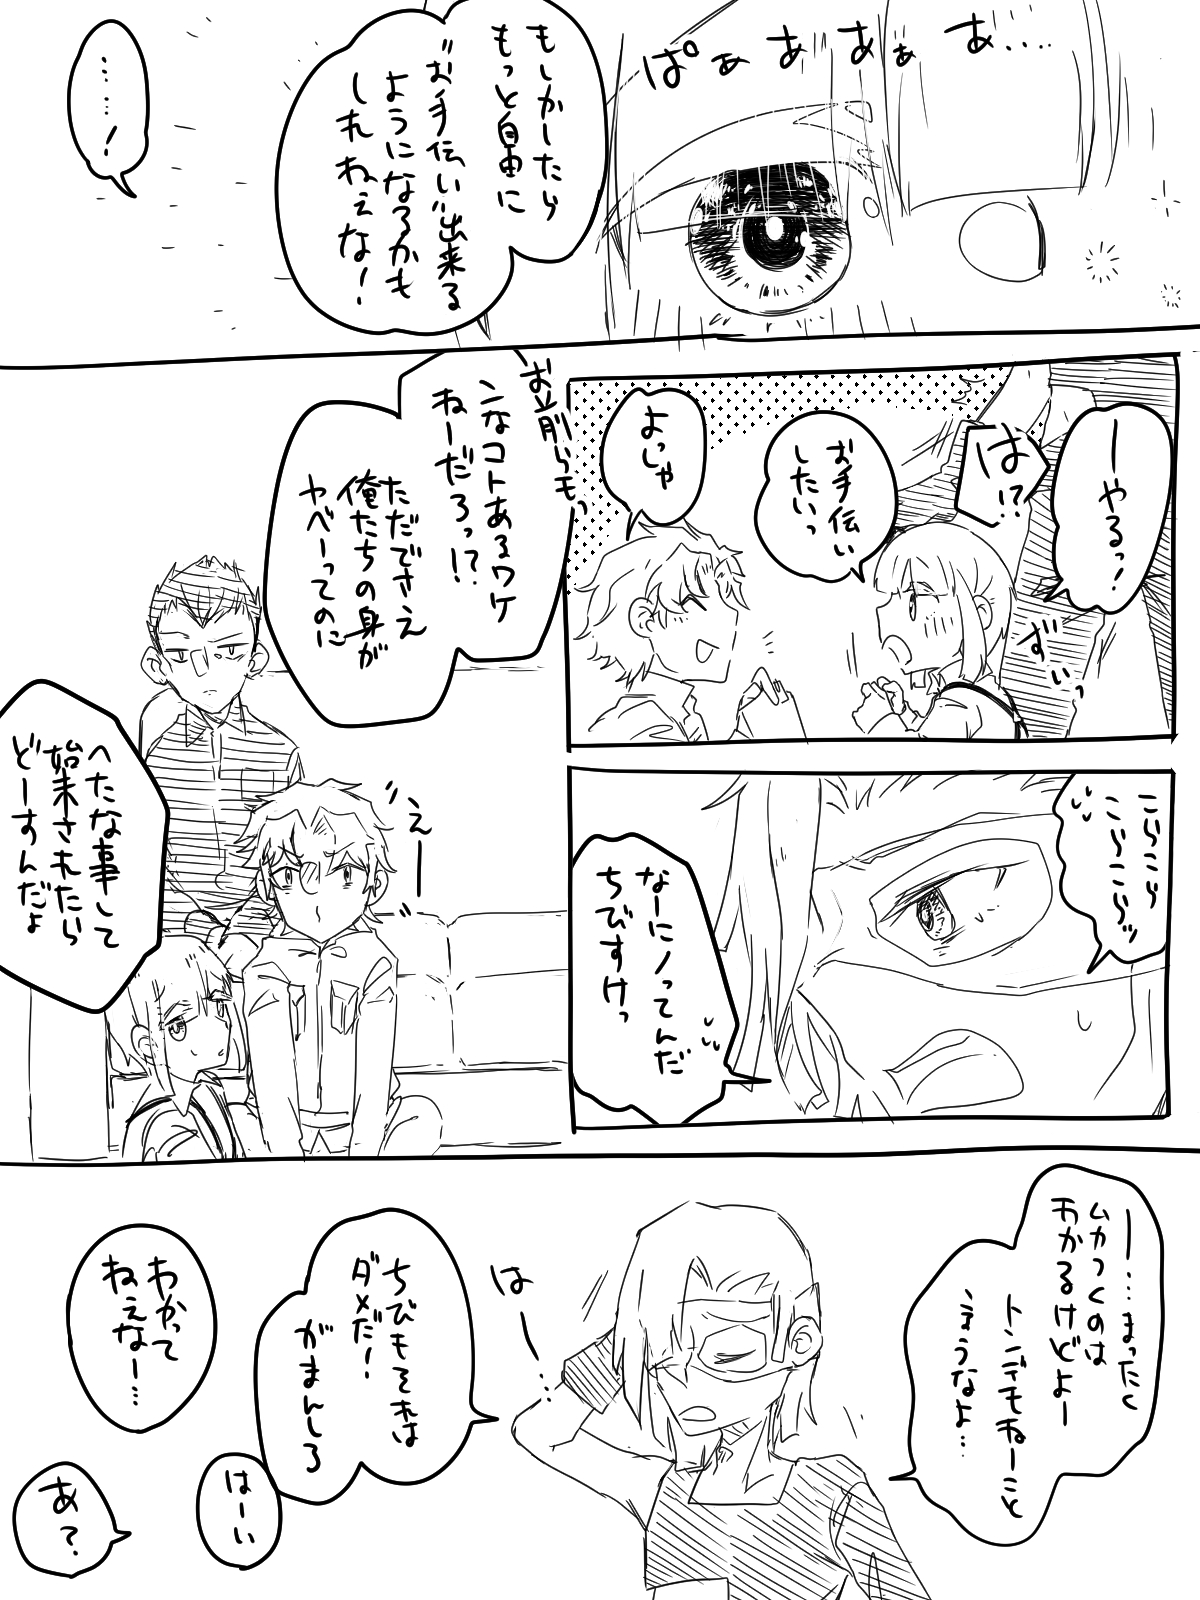 ぱぁあぁぁあ‥‥
もしかしたら
もっと自由に
“お手伝い”出来る
ようになるかも
しれねぇな！
‥‥‥！
ーやるっ！
は！？
ずいっ
お手伝い
したいっ
よっしゃ
こらこら
こらこらッ
なーにノってんだ
ちびすけっ
お前らもっ
んなコトあるワケ
ねーだろっ！？
ただでさえ
俺たちの身が
ヤベーってのに
えー
へたな事して
始末されたら
どーすんだよ
ー‥‥まったく
ムカつくのは
わかるけどよー
トンデモねーこと
言うなよ…
はー…
ちびもそれは
ダメだ！
がまんしろ
はーい
わかって
ねぇなー…
あ？